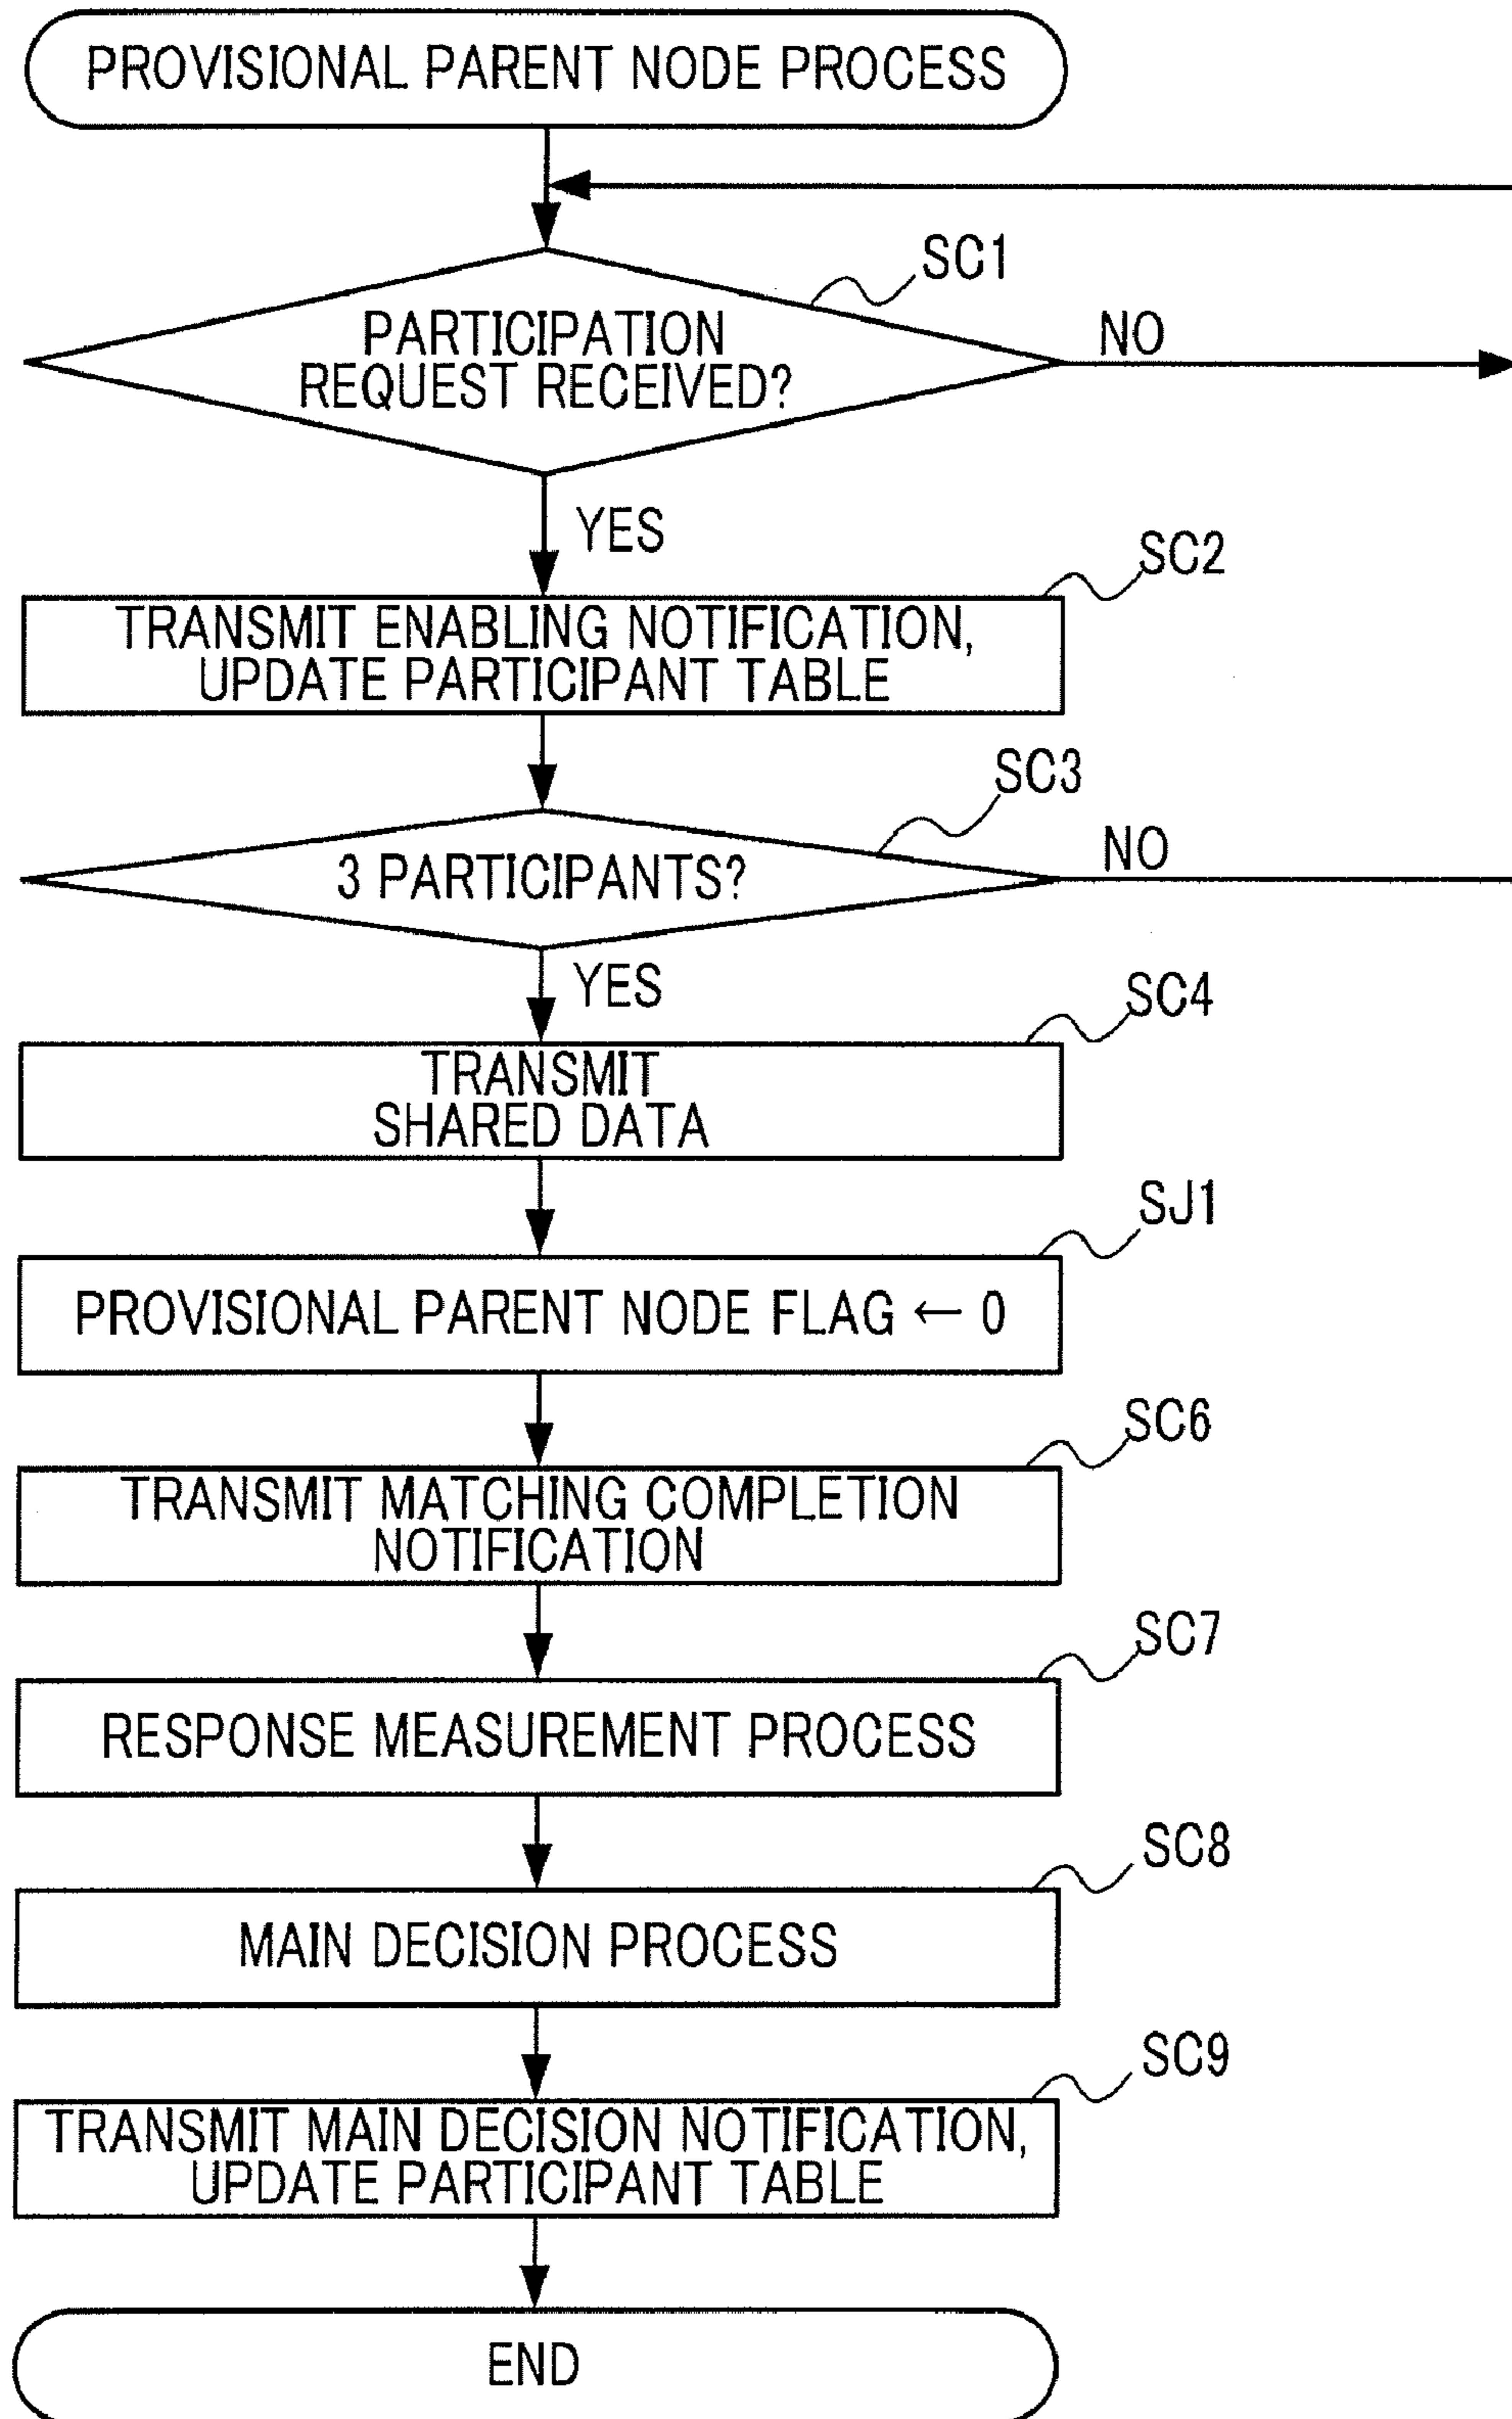 PROVISIONAL PARENT NODE PROCESS
SC1
PARTICIPATION
REQUEST RECEIVED?
NO
YES
SC2
TRANSMIT ENABLING NOTIFICATION,
UPDATE PARTICIPANT TABLE
SC3
3 PARTICIPANTS?
NO
YES
SC4
TRANSMIT
SHARED DATA
SJ1
PROVISIONAL PARENT NODE FLAG ← 0
SC6
TRANSMIT MATCHING COMPLETION
NOTIFICATION
SC7
RESPONSE MEASUREMENT PROCESS
SC8
MAIN DECISION PROCESS
SC9
TRANSMIT MAIN DECISION NOTIFICATION,
UPDATE PARTICIPANT TABLE
END